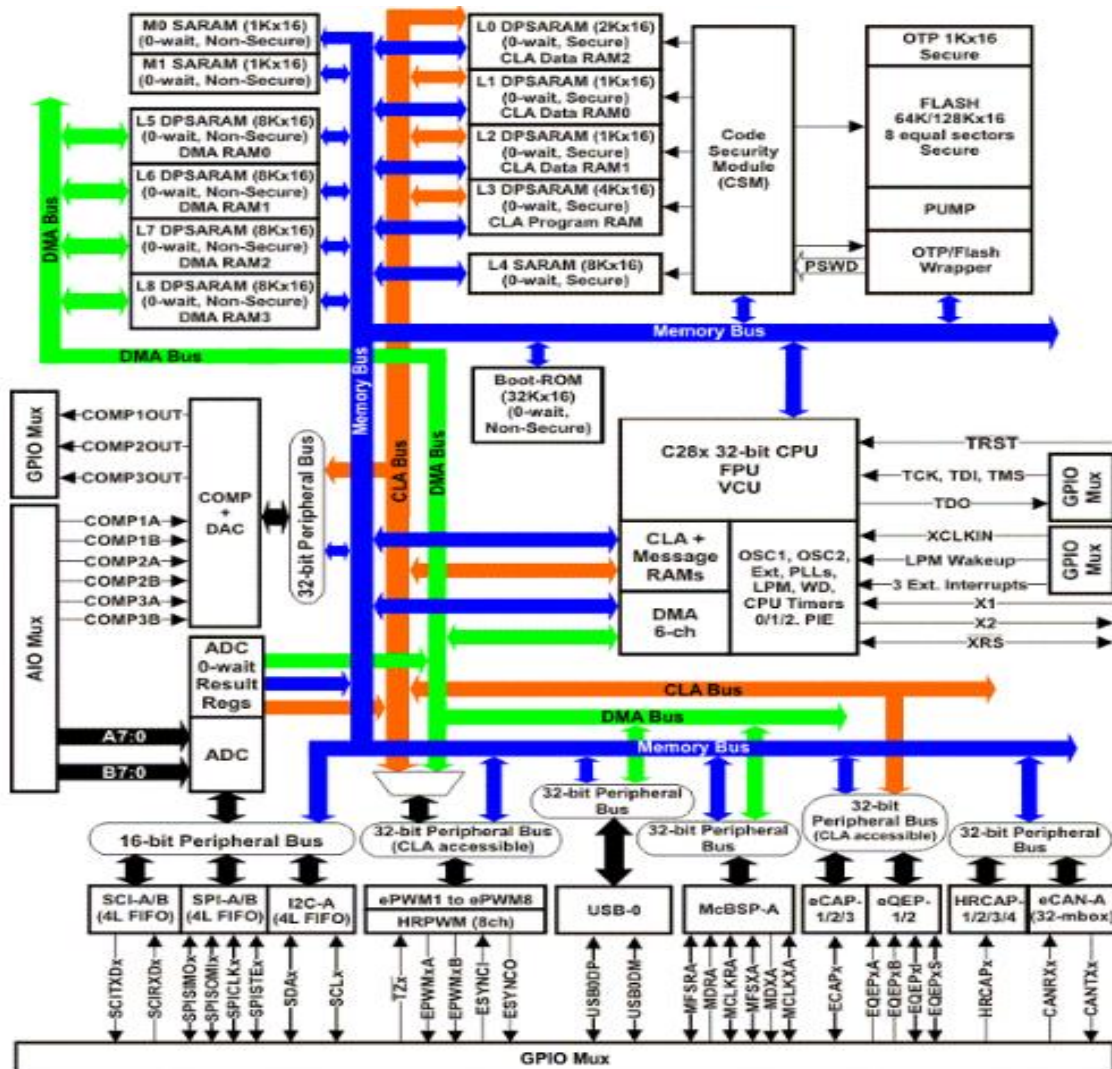 M0 SARAM (1Kx16)
(0-wait, Non-Secure)
M1 SARAM (1Kx16)
(0-wait, Non-Secure)
L5 DPSARAM (8Kx16)
(0-wait, Non-Secure)
DMA RAM0
L6 DPSARAM (8Kx16)
(0-wait, Non-Secure)
DMA RAM1
L7 DPSARAM (8Kx16)
(0-wait, Non-Secure)
DMA RAM2
L8 DPSARAM (8Kx16)
(0-wait, Non-Secure)
DMA RAM3
DMA Bus
DMA Bus
L0 DPSARAM (2Kx16)
(0-wait, Secure)
CLA Data RAM2
L1 DPSARAM (1Kx16)
(0-wait, Secure)
CLA Data RAM0
L2 DPSARAM (1Kx16)
(0-wait, Secure)
CLA Data RAM1
L3 DPSARAM (4Kx16)
(0-wait, Secure)
CLA Program RAM
L4 SARAM (8Kx16)
(0-wait, Secure)
Code
Security
Module
(CSM)
OTP 1Kx16
Secure
FLASH
64K/128Kx16
8 equal sectors
Secure
PUMP
OTP/Flash
Wrapper
PSWD
Memory Bus
Boot-ROM
(32Kx16)
(0-wait,
Non-Secure)
Memory Bus
CLA Bus
DMA Bus
GPIO Mux
COMP1OUT
COMP2OUT
COMP3OUT
COMP
+
DAC
32-bit Peripheral Bus
AIO Mux
COMP1A
COMP1B
COMP2A
COMP2B
COMP3A
COMP3B
ADC
0-wait
Result
Regs
ADC
A7:0
B7:0
C28x 32-bit CPU
FPU
VCU
CLA +
Message
RAMs
DMA
6-ch
OSC1, OSC2,
Ext, PLLs,
LPM, WD,
CPU Timers
0/1/2. PIE
TRST
TCK, TDI, TMS
TDO
GPIO
Mux
XCLKIN
LPM Wakeup
3 Ext. Interrupts
GPIO
Mux
X1
X2
XRS
CLA Bus
DMA Bus
Memory Bus
16-bit Peripheral Bus
32-bit Peripheral Bus
(CLA accessible)
32-bit Peripheral
Bus
32-bit Peripheral
Bus
32-bit
Peripheral Bus
(CLA accessible)
32-bit Peripheral
Bus
SCI-A/B
(4L FIFO)
SPI-A/B
(4L FIFO)
I2C-A
(4L FIFO)
ePWM1 to ePWM8
HRPWM (8ch)
USB-0
McBSP-A
eCAP-
1/2/3
eQEP-
1/2
HRCAP-
1/2/3/4
eCAN-A
(32-mbox)
SCITXDx
SCIRXDx
SPISIMOx
SPISOMIx
SPICLKx
SPISTEx
SDAx
SCLx
TZx
EPWMxA
EPWMxB
ESYNCI
ESYNCO
USB0DP
USB0DM
MFSRA
MDRA
MCLKRA
MFSXA
MDXA
MCLKXA
ECAPx
EQEPxA
EQEPxB
EQEPxI
EQEPxS
HRCAPx
CANRXx
CANTXx
GPIO Mux